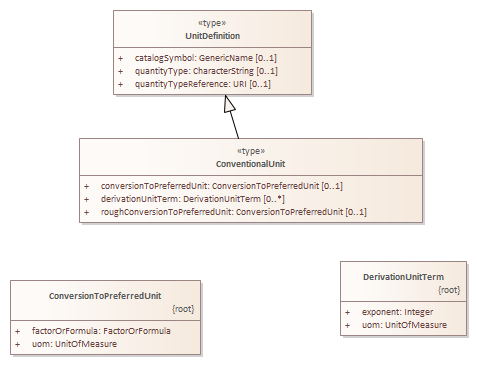 «type»
UnitDefinition
+ catalogSymbol: GenericName [0..1]
+ quantityType: CharacterString [0..1]
+ quantityTypeReference: URI [0..1]
«type»
ConventionalUnit
+ conversionToPreferredUnit: ConversionToPreferredUnit [0..1]
+ derivationUnitTerm: DerivationUnitTerm [0..*]
+ roughConversionToPreferredUnit: ConversionToPreferredUnit [0..1]
ConversionToPreferredUnit
{root}
+ factorOrFormula: FactorOrFormula
+ uom: UnitOfMeasure
DerivationUnitTerm
{root}
+ exponent: Integer
+ uom: UnitOfMeasure